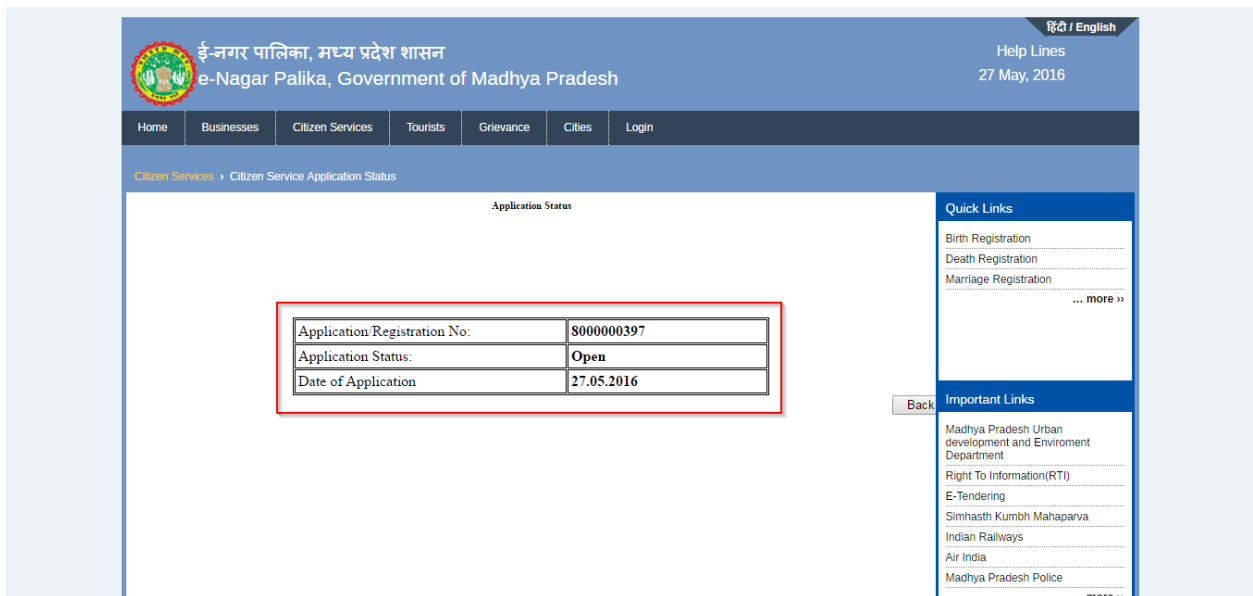 हिंदी / English
ई-नगर पालिका, मध्य प्रदेश शासन
e-Nagar Palika, Government of Madhya Pradesh
Help Lines
27 May, 2016
Home Businesses Citizen Services Tourists Grievance Cities Login
Citizen Services › Citizen Service Application Status
Application Status
Application/Registration No: 8000000397
Application Status: Open
Date of Application 27.05.2016
Back
Quick Links
Birth Registration
Death Registration
Marriage Registration
... more ››
Important Links
Madhya Pradesh Urban
development and Enviroment
Department
Right To Information(RTI)
E-Tendering
Simhasth Kumbh Mahaparva
Indian Railways
Air India
Madhya Pradesh Police